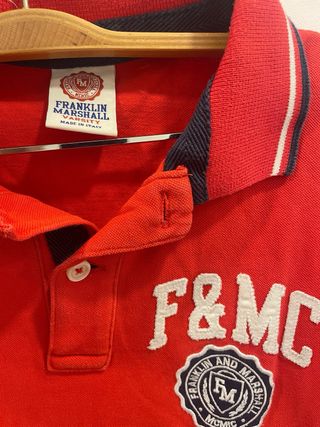 FM
FRANKLIN
MARSHALL
VARSITY
MADE IN ITALY
F&MC
FRANKLIN AND MARSHALL
FM
MCMIC